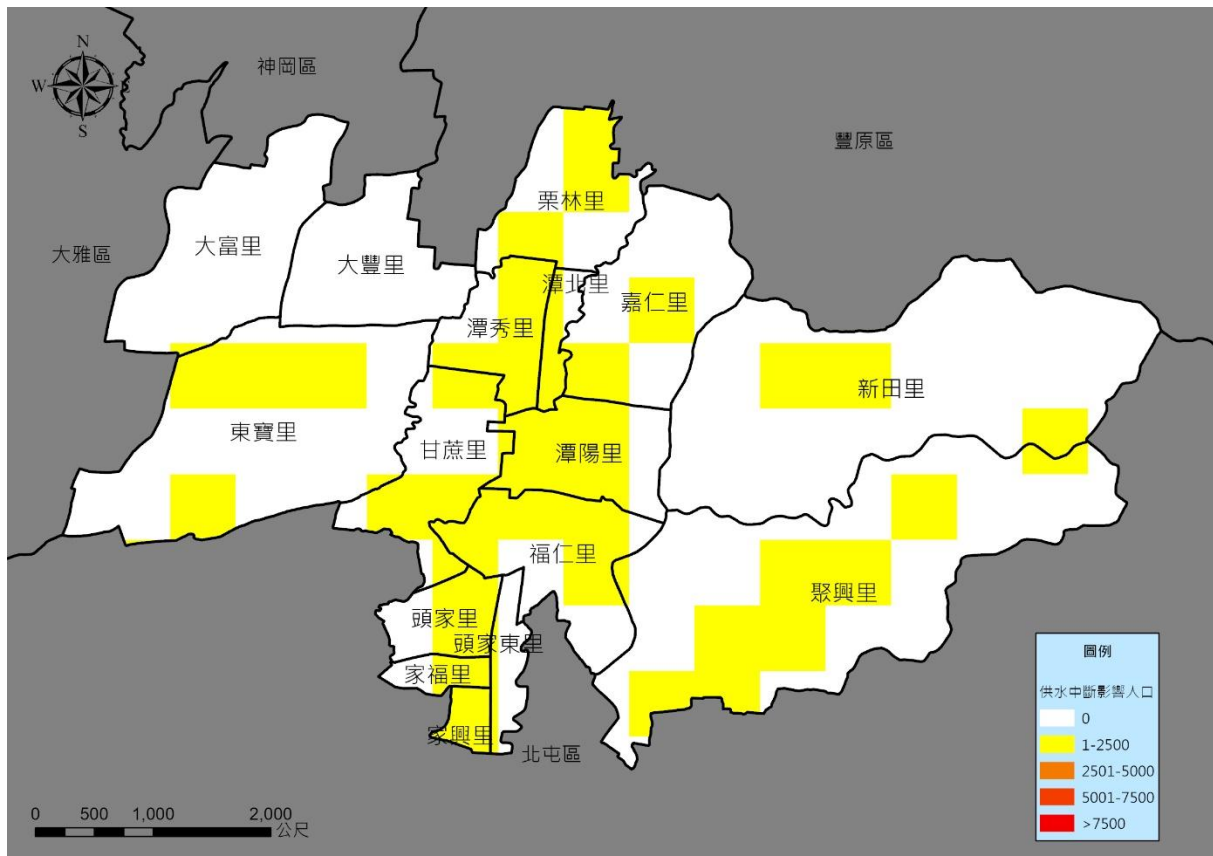 N
W
S
神岡區
豐原區
栗林里
大雅區
大富里
大豐里
潭北里
嘉仁里
潭秀里
新田里
東寶里
甘蔗里
潭陽里
福仁里
聚興里
頭家里
頭家東里
家福里
家興里
北屯區
圖例
供水中斷影響人口
0
1-2500
2501-5000
5001-7500
>7500
0 500 1,000 2,000
公尺